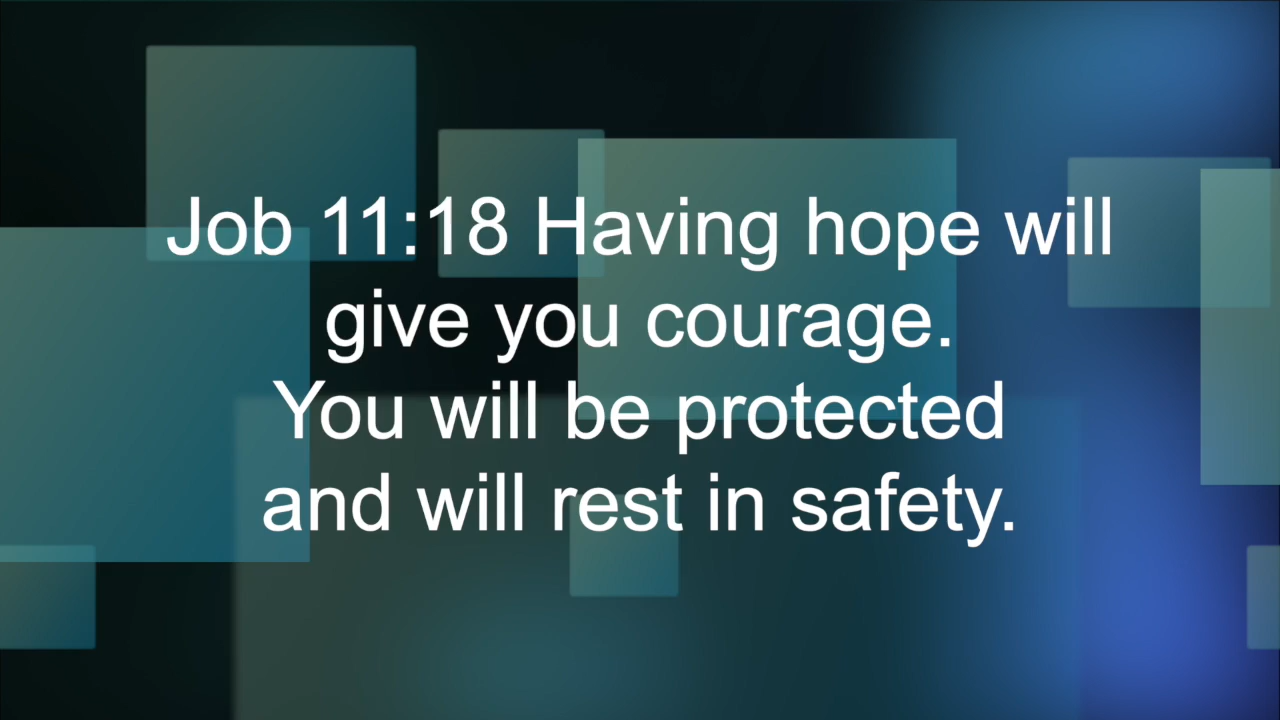 Job 11:18 Having hope will
give you courage.
You will be protected
and will rest in safety.